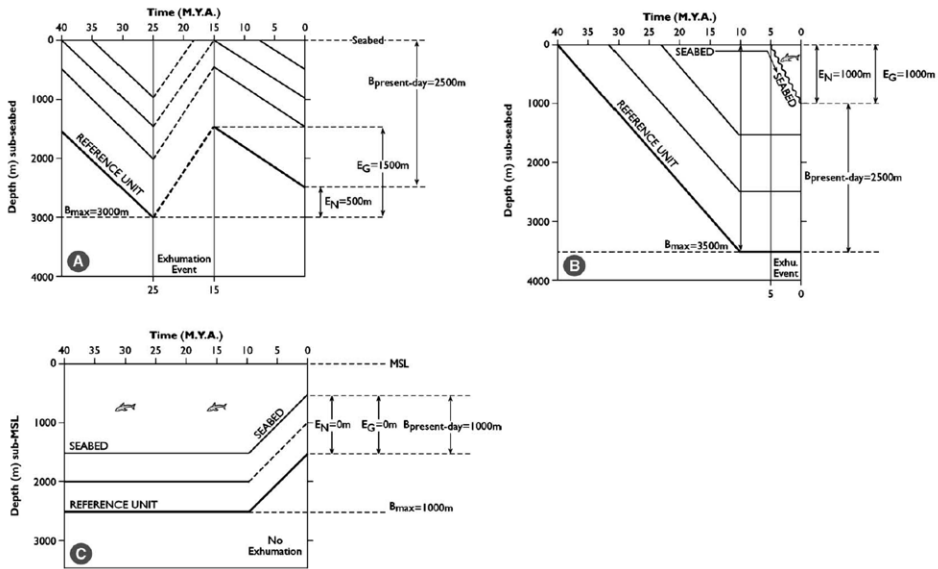 Time (M.Y.A.)
40 35 30 25 20 15 10 5 0
0
1000
2000
3000
4000
Depth (m) sub-seabed
Seabed
REFERENCE UNIT
Bmax=3000m
Bpresent-day=2500m
EG=1500m
EN=500m
A
Exhumation
Event
25 15
Time (M.Y.A.)
40 35 30 25 20 15 10 5 0
0
1000
2000
3000
4000
Depth (m) sub-seabed
SEABED
SEABED
REFERENCE UNIT
EN=1000m
EG=1000m
Bpresent-day=2500m
Bmax=3500m
B
Exhu.
Event
5 0
Time (M.Y.A.)
40 35 30 25 20 15 10 5 0
0
1000
2000
3000
Depth (m) sub-MSL
MSL
SEABED
SEABED
REFERENCE UNIT
EN=0m
EG=0m
Bpresent-day=1000m
Bmax=1000m
C
No
Exhumation